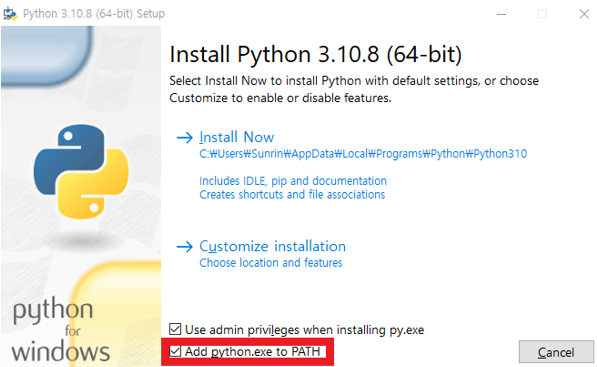 Python 3.10.8 (64-bit) Setup
Install Python 3.10.8 (64-bit)
Select Install Now to install Python with default settings, or choose
Customize to enable or disable features.
Install Now
C:₩Users₩Sunrin₩AppData₩Local₩Programs₩Python₩Python310
Includes IDLE, pip and documentation
Creates shortcuts and file associations
Customize installation
Choose location and features
python
for
windows
Use admin privileges when installing py.exe
Add python.exe to PATH
Cancel